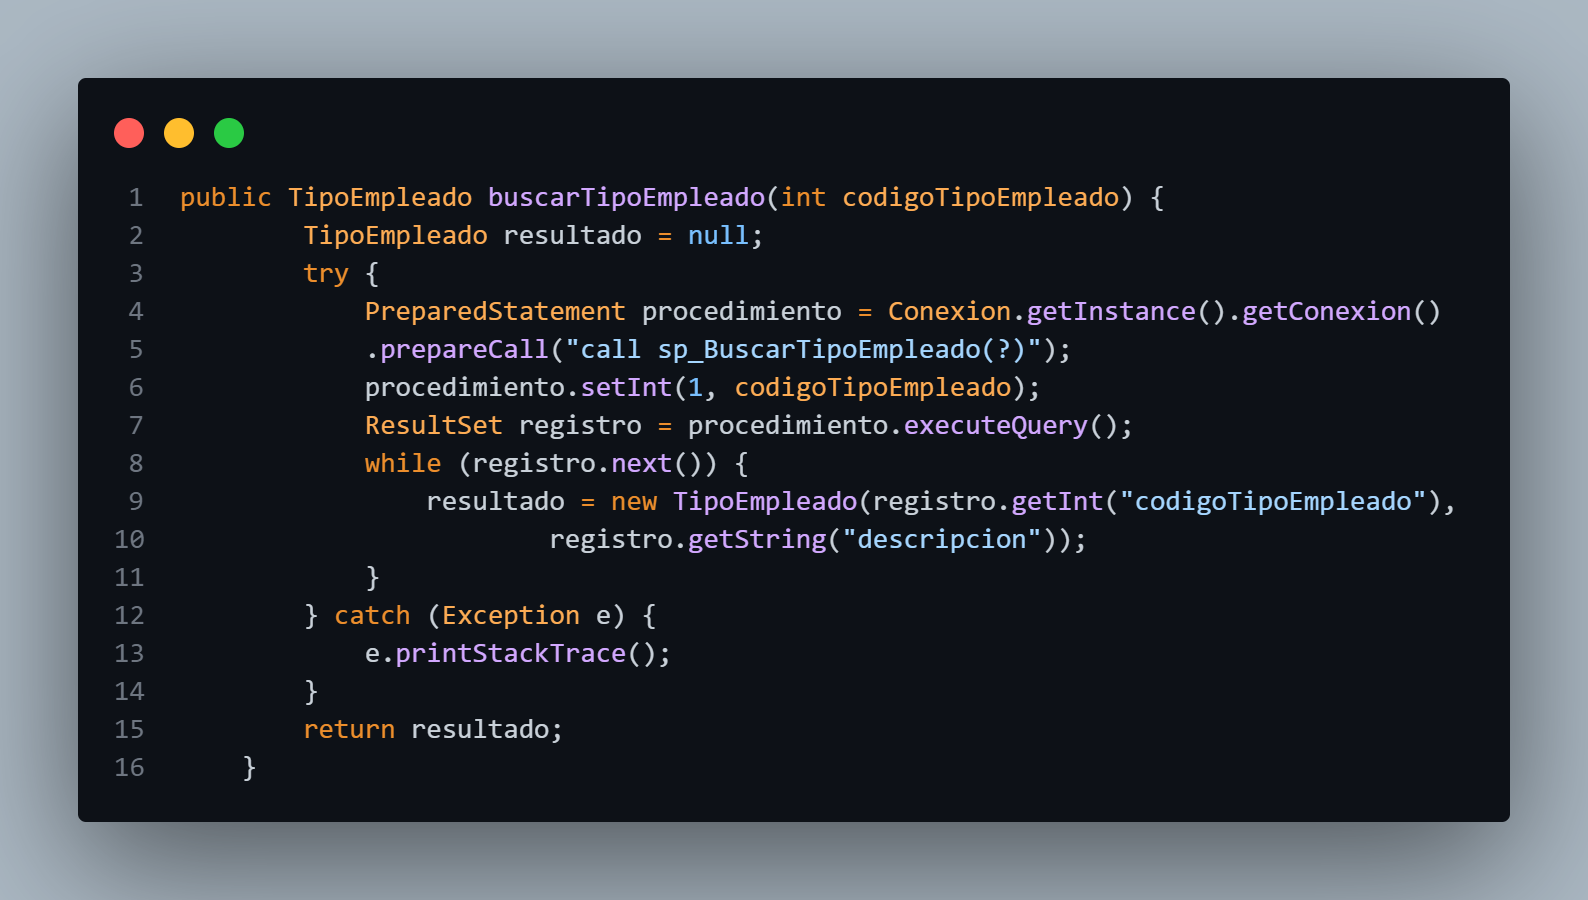 1 public TipoEmpleado buscarTipoEmpleado(int codigoTipoEmpleado) {
2         TipoEmpleado resultado = null;
3         try {
4             PreparedStatement procedimiento = Conexion.getInstance().getConexion()
5             .prepareCall("call sp_BuscarTipoEmpleado(?)");
6             procedimiento.setInt(1, codigoTipoEmpleado);
7             ResultSet registro = procedimiento.executeQuery();
8             while (registro.next()) {
9                 resultado = new TipoEmpleado(registro.getInt("codigoTipoEmpleado"),
10                         registro.getString("descripcion"));
11             }
12         } catch (Exception e) {
13             e.printStackTrace();
14         }
15         return resultado;
16     }